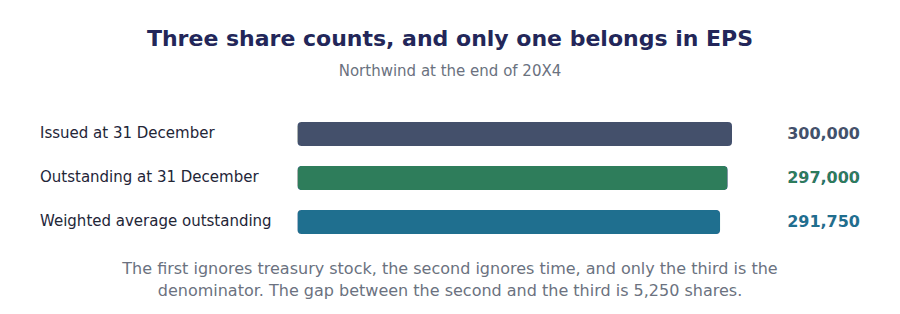 Three share counts, and only one belongs in EPS
Northwind at the end of 20X4
Issued at 31 December 300,000
Outstanding at 31 December 297,000
Weighted average outstanding 291,750
The first ignores treasury stock, the second ignores time, and only the third is the
denominator. The gap between the second and the third is 5,250 shares.